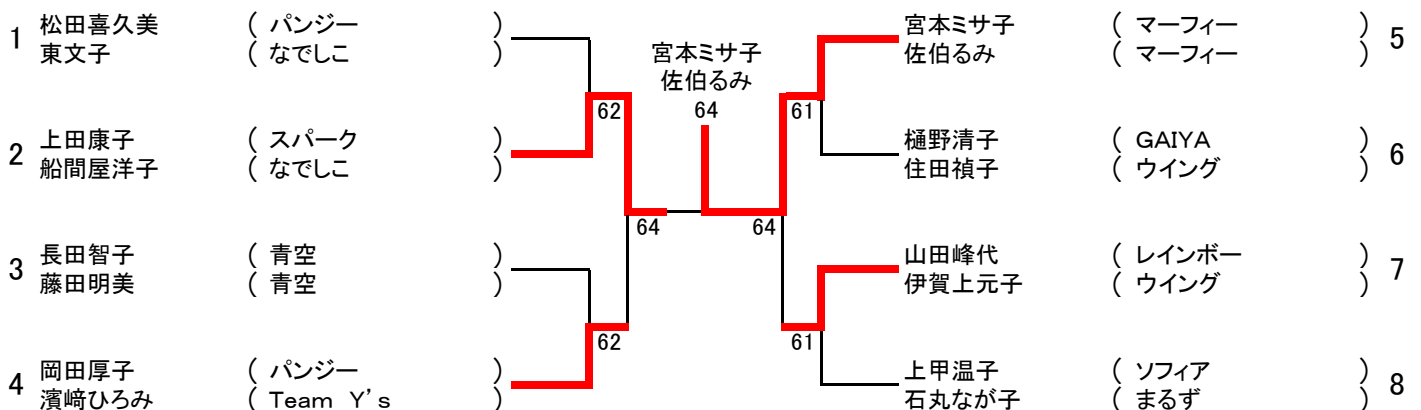 1 松田喜久美 ( パンジー )
東文子 ( なでしこ )
2 上田康子 ( スパーク )
船間屋洋子 ( なでしこ )
3 長田智子 ( 青空 )
藤田明美 ( 青空 )
4 岡田厚子 ( パンジー )
濱﨑ひろみ ( Team Y's )
62
62
64
宮本ミサ子
佐伯るみ
64
64
61
61
宮本ミサ子 ( マーフィー ) 5
佐伯るみ ( マーフィー )
樋野清子 ( GAIYA ) 6
住田禎子 ( ウイング )
山田峰代 ( レインボー ) 7
伊賀上元子 ( ウイング )
上甲温子 ( ソフィア ) 8
石丸なが子 ( まるず )